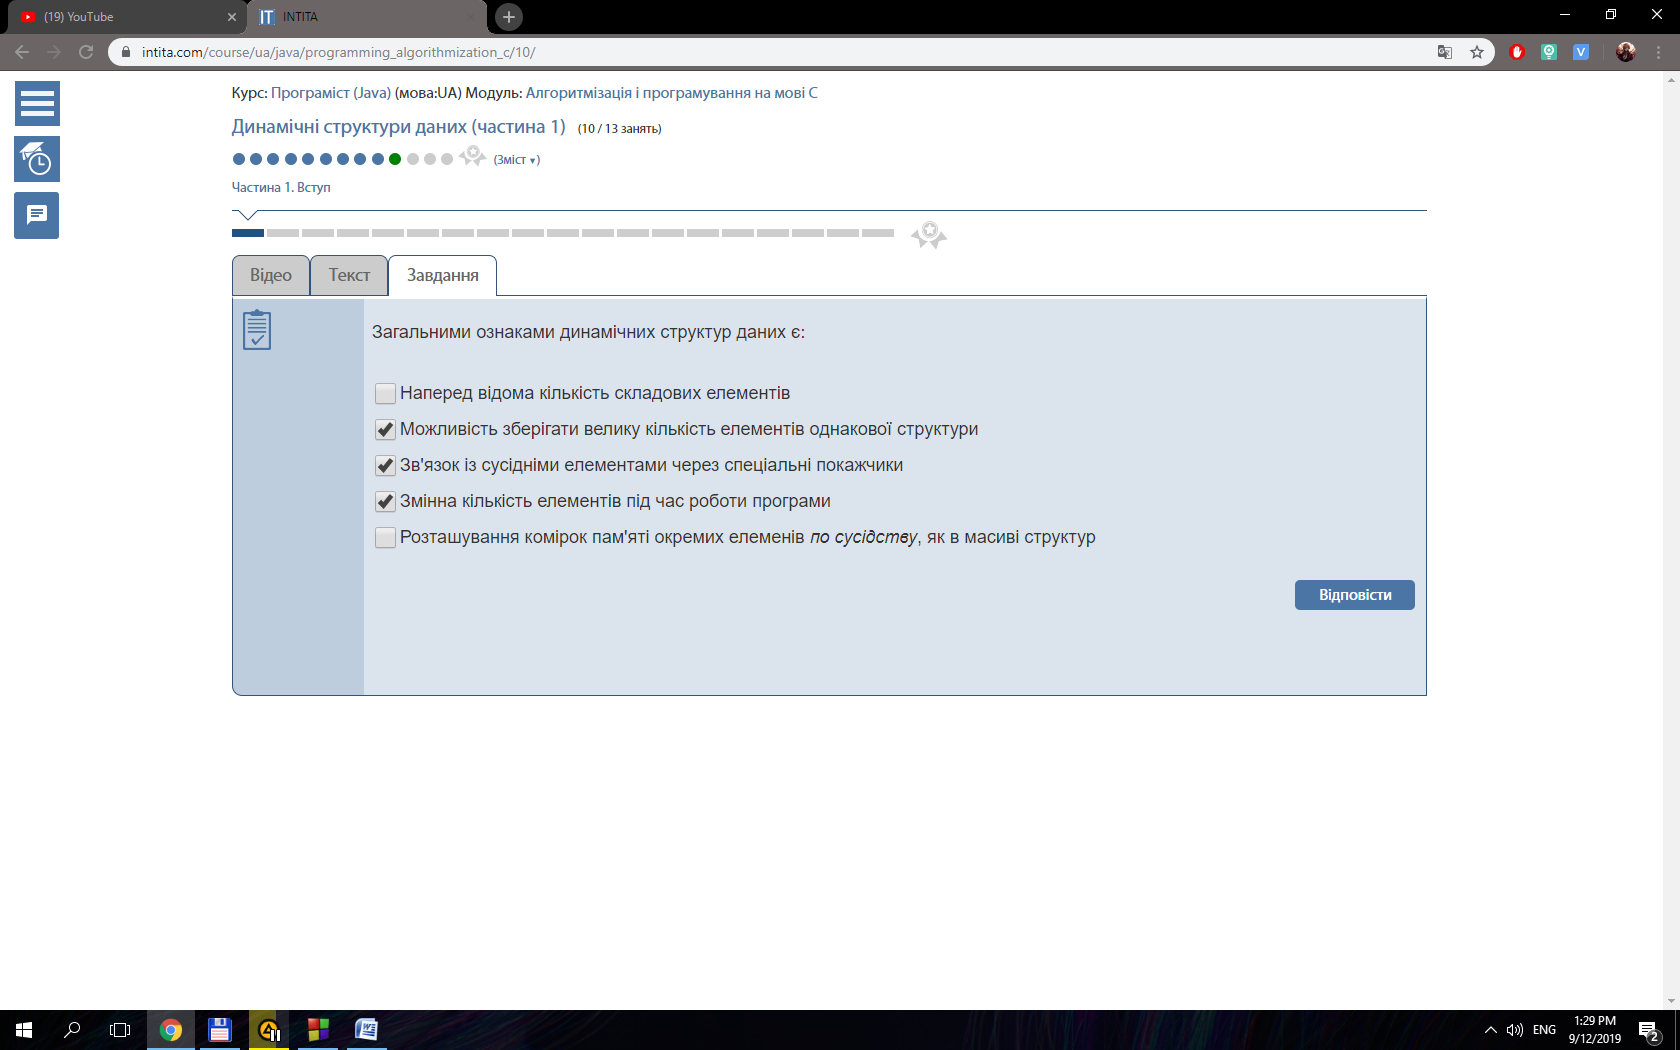 (19) YouTube
INTITA
intita.com/course/ua/java/programming_algorithmization_c/10/
Курс: Програміст (Java) (мова:UA) Модуль: Алгоритмізація і програмування на мові С
Динамічні структури даних (частина 1) (10 / 13 занять)
(Зміст ▾)
Частина 1. Вступ
Відео Текст Завдання
Загальними ознаками динамічних структур даних є:
Наперед відома кількість складових елементів
Можливість зберігати велику кількість елементів однакової структури
Зв'язок із сусідніми елементами через спеціальні покажчики
Змінна кількість елементів під час роботи програми
Розташування комірок пам'яті окремих елеменів по сусідству, як в масиві структур
Відповісти
ENG
1:29 PM
9/12/2019
2